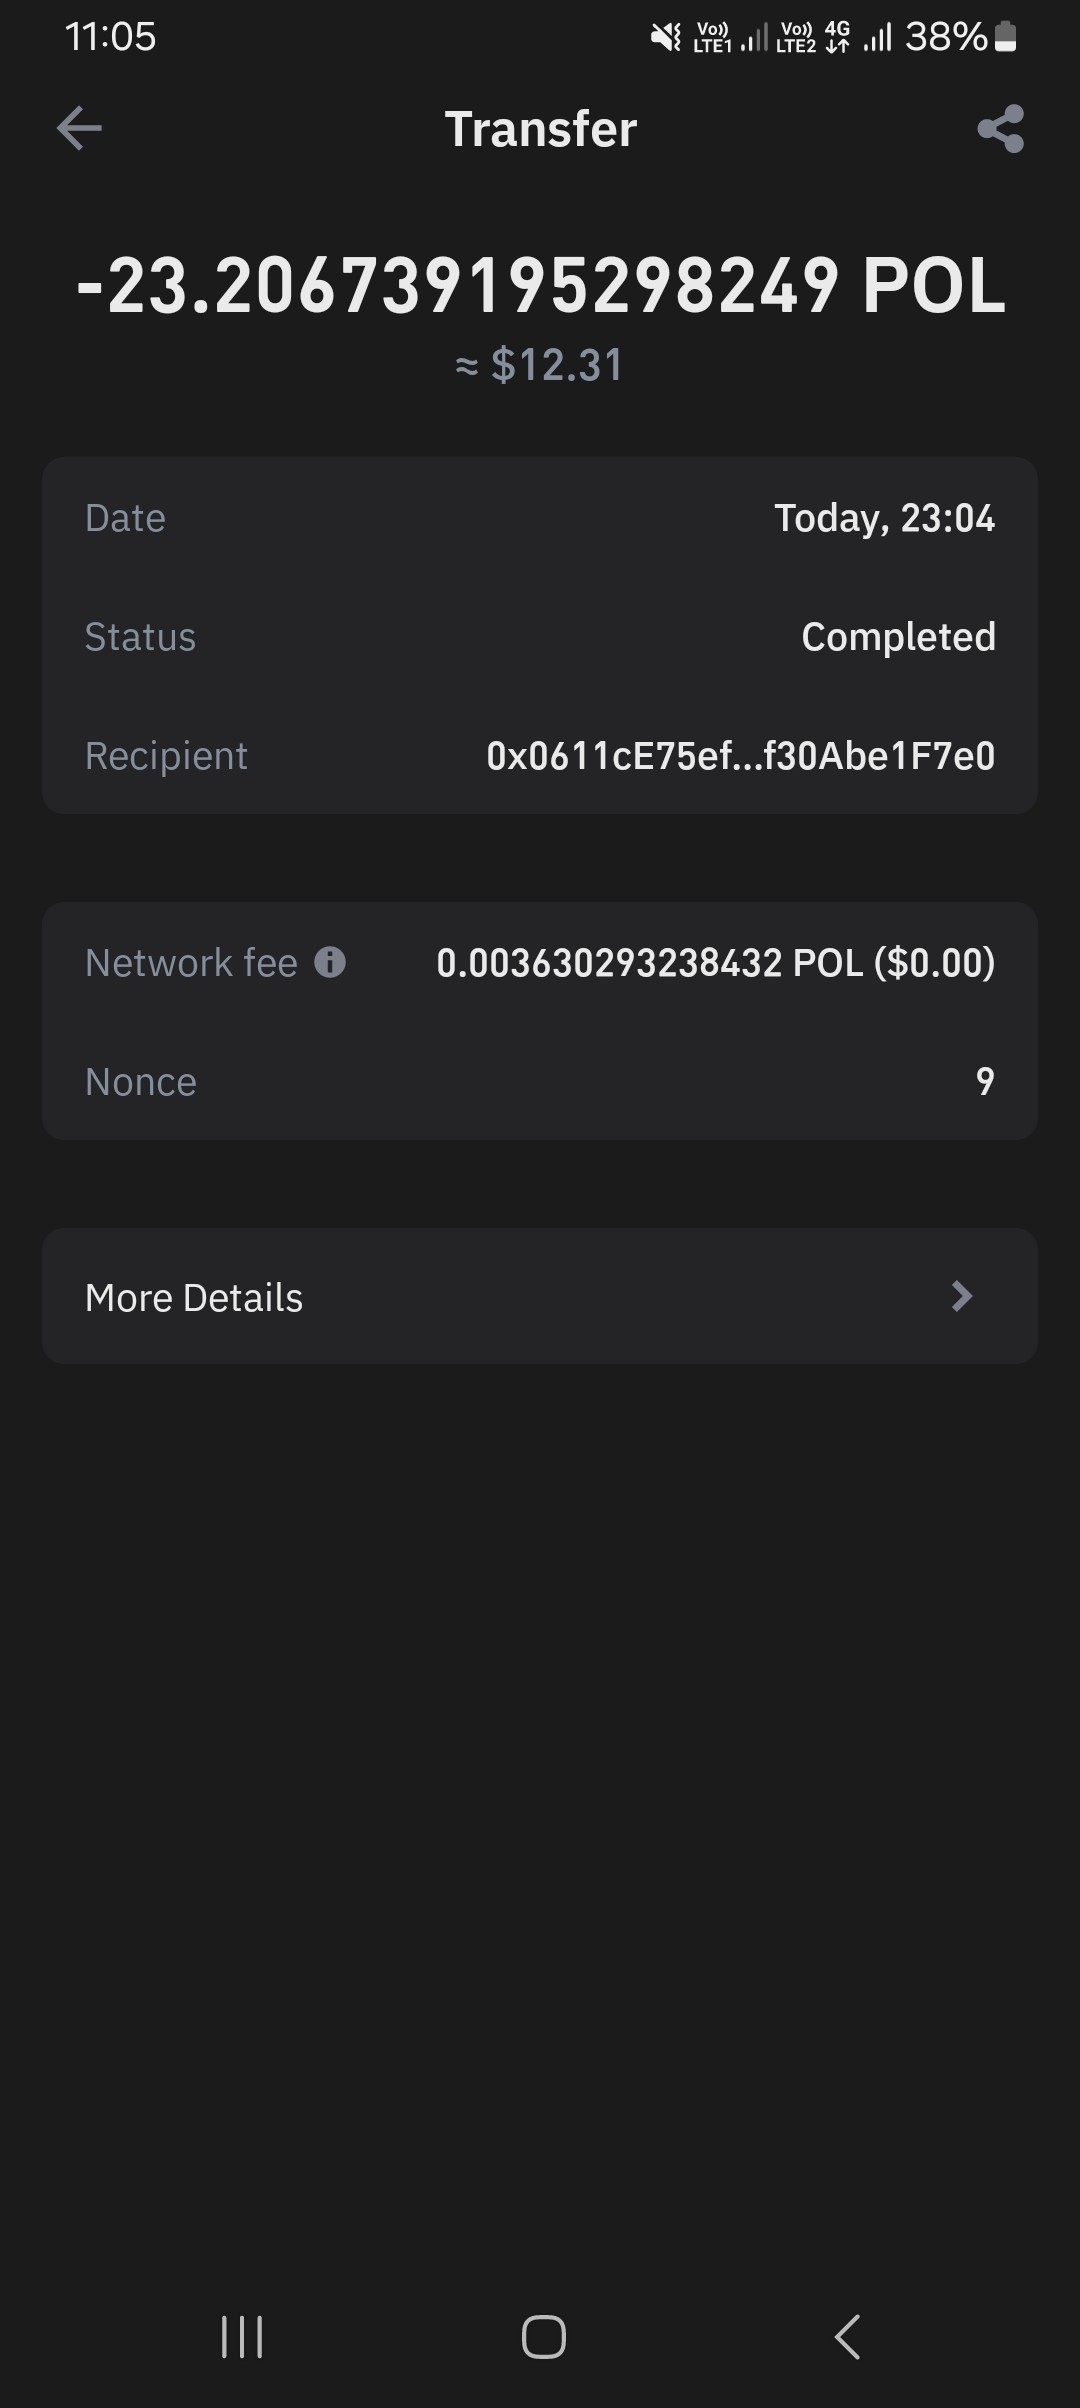 11:05 Vo)) LTE1 Vo)) LTE2 4G 38%
Transfer
-23.206739195298249 POL
≈ $12.31
Date Today, 23:04
Status Completed
Recipient 0x0611cE75ef...f30Abe1F7e0
Network fee 0.003630293238432 POL ($0.00)
Nonce 9
More Details